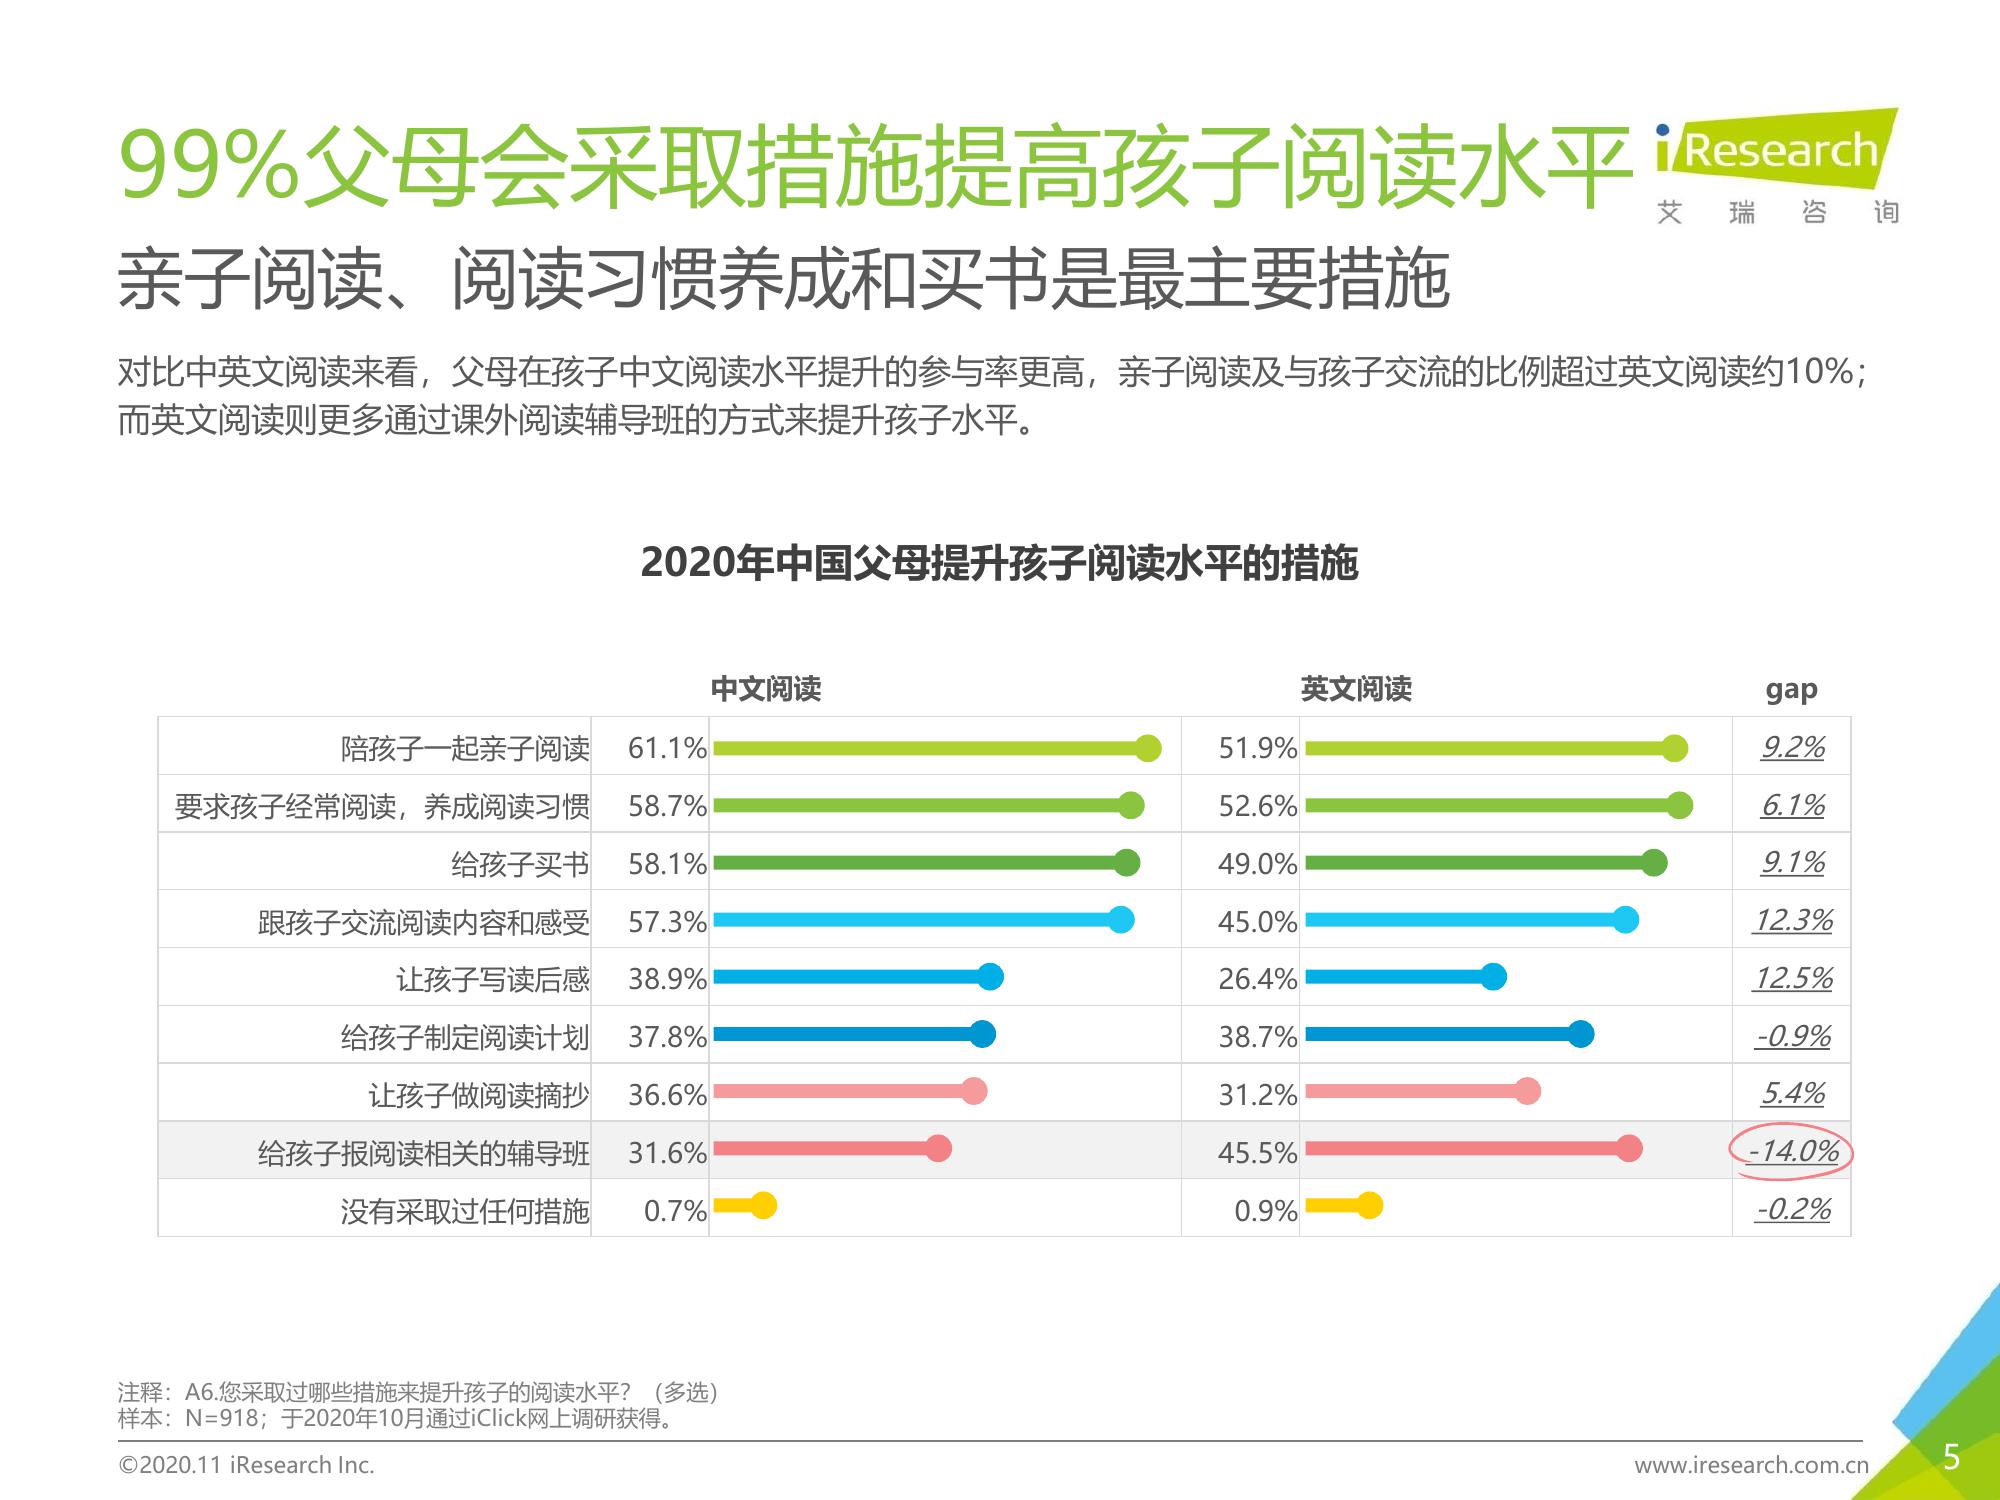 99%父母会采取措施提高孩子阅读水平
iResearch
艾瑞咨询
亲子阅读、阅读习惯养成和买书是最主要措施
对比中英文阅读来看，父母在孩子中文阅读水平提升的参与率更高，亲子阅读及与孩子交流的比例超过英文阅读约10%；
而英文阅读则更多通过课外阅读辅导班的方式来提升孩子水平。
2020年中国父母提升孩子阅读水平的措施
中文阅读 英文阅读 gap
陪孩子一起亲子阅读 61.1% 51.9% 9.2%
要求孩子经常阅读，养成阅读习惯 58.7% 52.6% 6.1%
给孩子买书 58.1% 49.0% 9.1%
跟孩子交流阅读内容和感受 57.3% 45.0% 12.3%
让孩子写读后感 38.9% 26.4% 12.5%
给孩子制定阅读计划 37.8% 38.7% -0.9%
让孩子做阅读摘抄 36.6% 31.2% 5.4%
给孩子报阅读相关的辅导班 31.6% 45.5% -14.0%
没有采取过任何措施 0.7% 0.9% -0.2%
注释：A6.您采取过哪些措施来提升孩子的阅读水平？（多选）
样本：N=918；于2020年10月通过iClick网上调研获得。
©2020.11 iResearch Inc. www.iresearch.com.cn 5